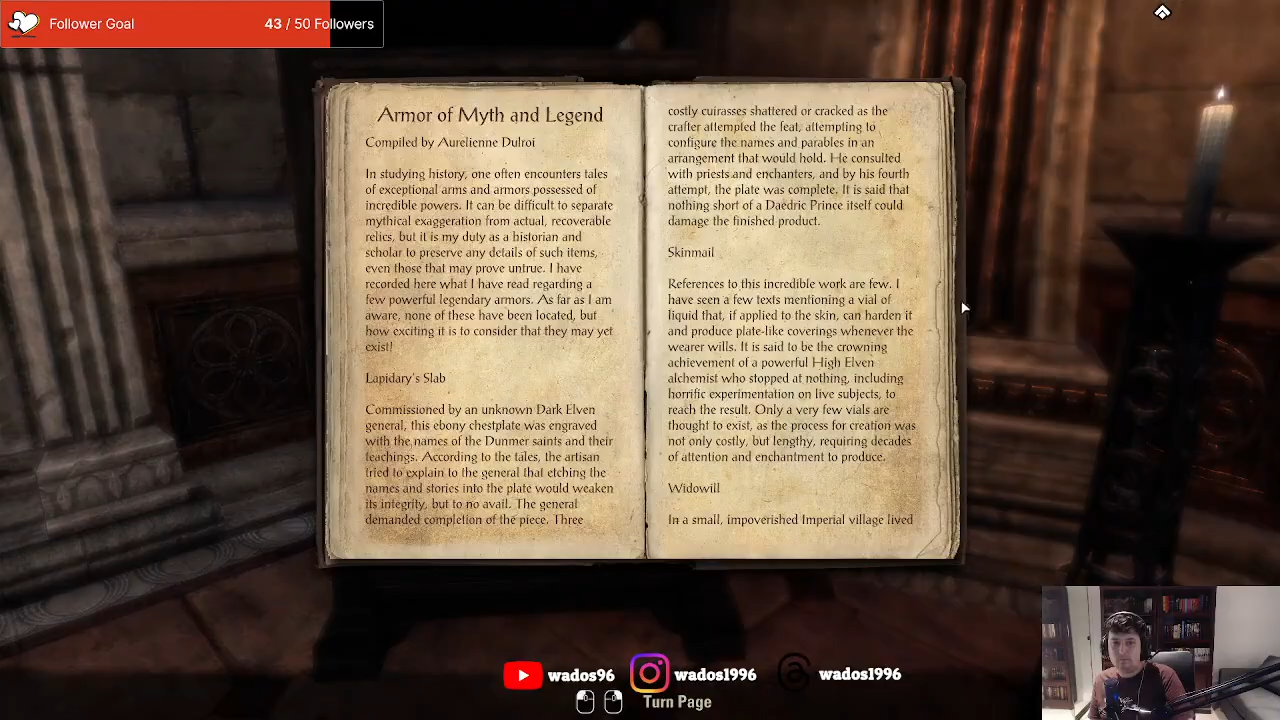 Follower Goal
43 / 50 Followers
Armor of Myth and Legend
Compiled by Aurelienne Dulroi
In studying history, one often encounters tales
of exceptional arms and armors possessed of
incredible powers. It can be difficult to separate
mythical exaggeration from actual, recoverable
relics, but it is my duty as a historian and
scholar to preserve any details of such items,
even those that may prove untrue. I have
recorded here what I have read regarding a
few powerful legendary armors. As far as I am
aware, none of these have been located, but
how exciting it is to consider that they may yet
exist!
Lapidary's Slab
Commissioned by an unknown Dark Elven
general, this ebony chestplate was engraved
with the names of the Dunmer saints and their
teachings. According to the tales, the artisan
tried to explain to the general that etching the
names and stories into the plate would weaken
its integrity, but to no avail. The general
demanded completion of the piece. Three
costly cuirasses shattered or cracked as the
crafter attempted the feat, attempting to
configure the names and parables in an
arrangement that would hold. He consulted
with priests and enchanters, and by his fourth
attempt, the plate was complete. It is said that
nothing short of a Daedric Prince itself could
damage the finished product.
Skinmail
References to this incredible work are few. I
have seen a few texts mentioning a vial of
liquid that, if applied to the skin, can harden it
and produce plate-like coverings whenever the
wearer wills. It is said to be the crowning
achievement of a powerful High Elven
alchemist who stopped at nothing, including
horrific experimentation on live subjects, to
reach the result. Only a very few vials are
thought to exist, as the process for creation was
not only costly, but lengthy, requiring decades
of attention and enchantment to produce.
Widowill
In a small, impoverished Imperial village lived
wados96
wados1996
wados1996
Turn Page